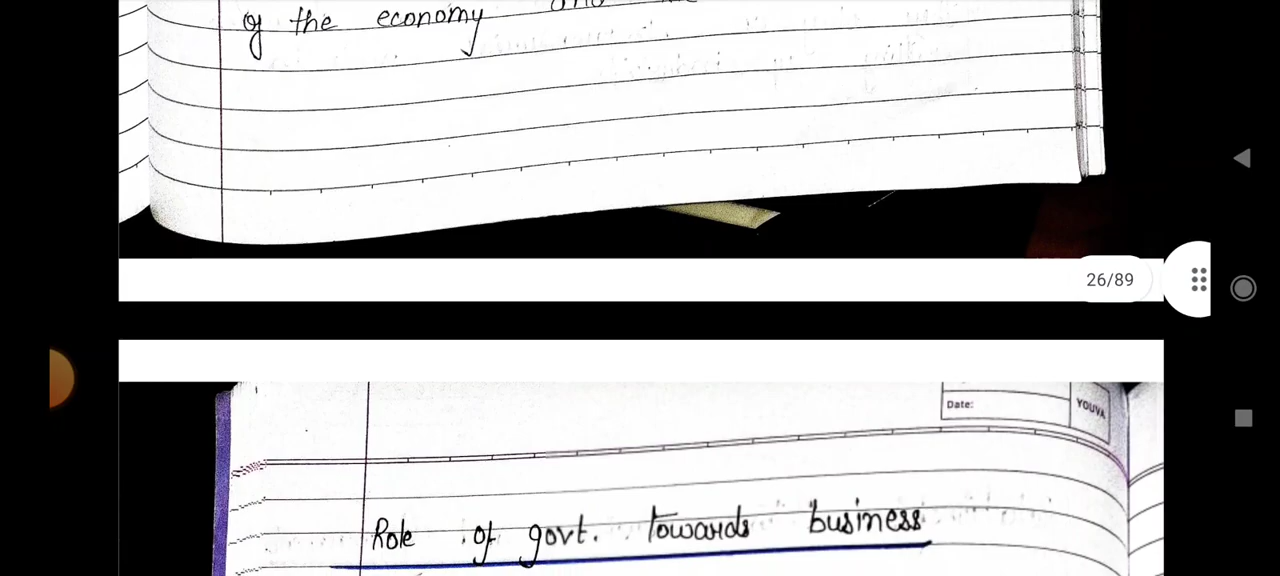 of the economy
26/89
Date:
YOUVA
Role of govt. towards business